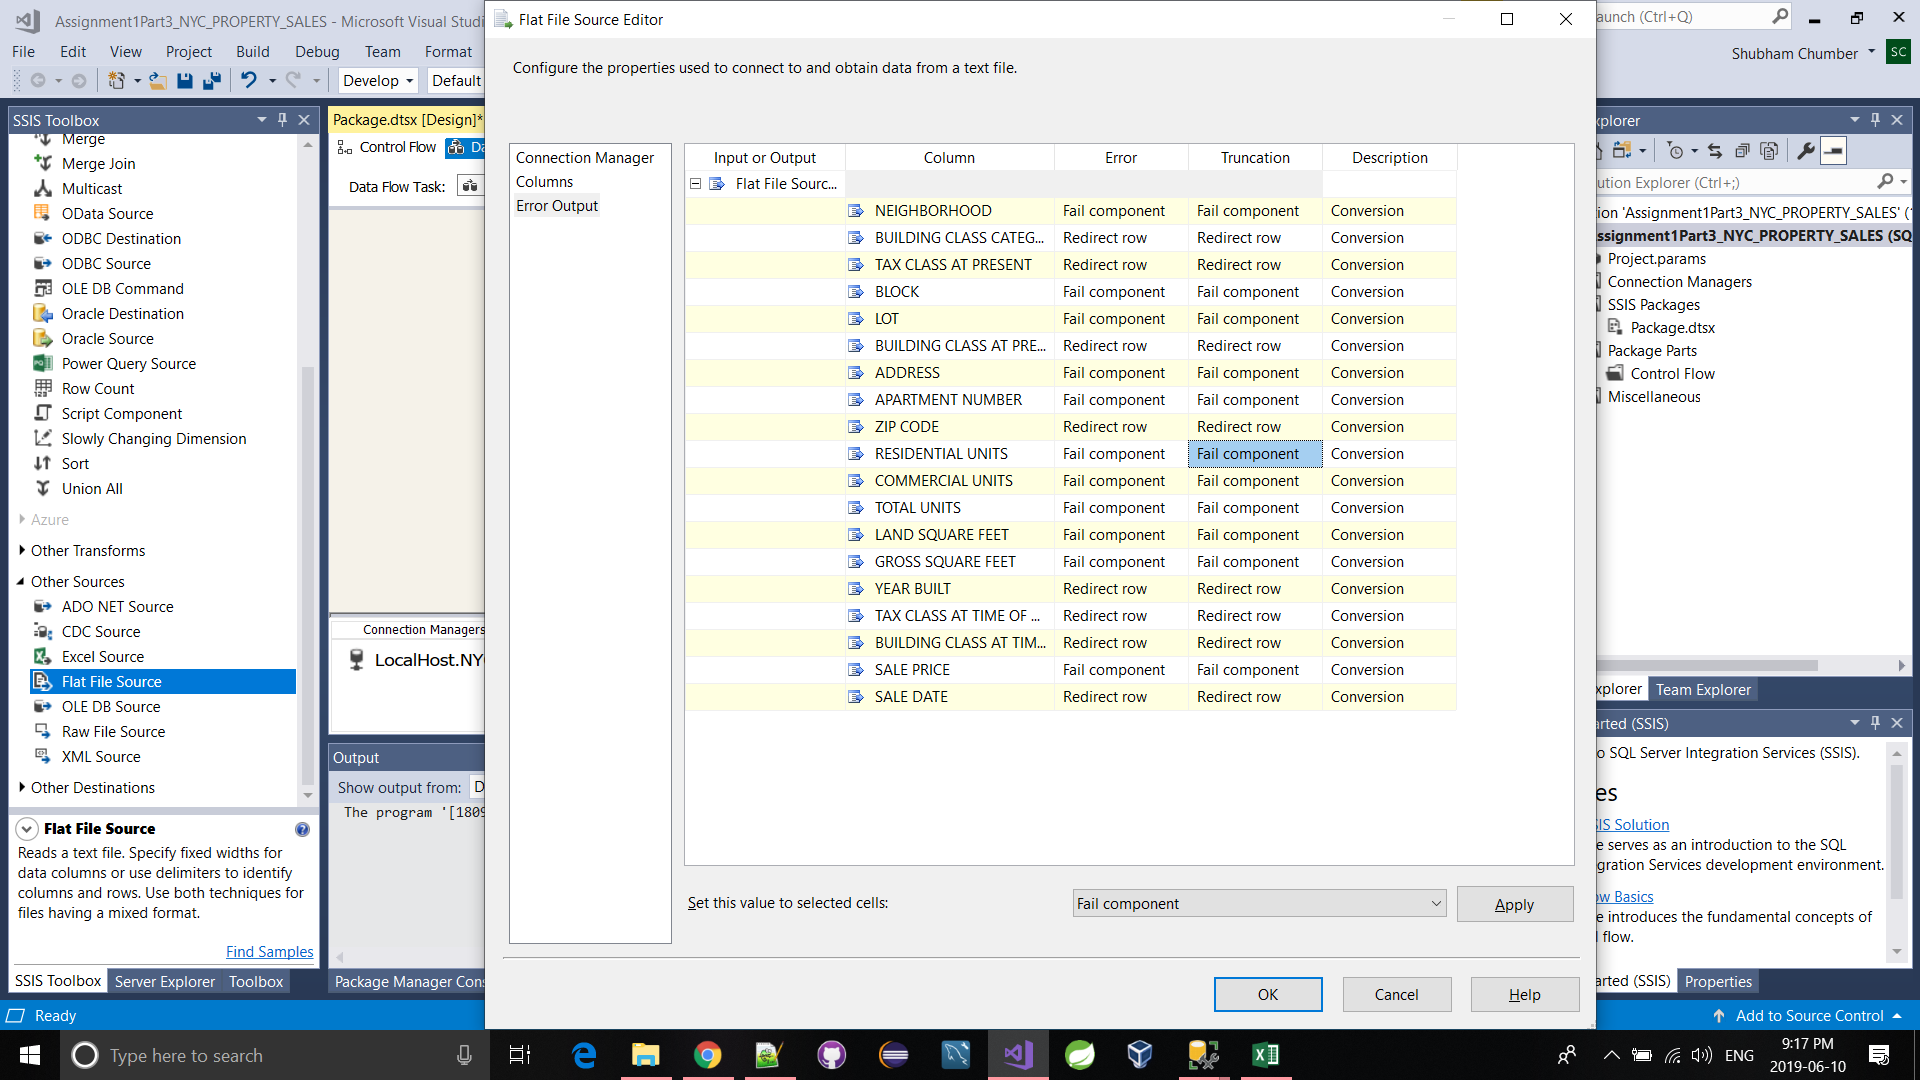 Assignment1Part3_NYC_PROPERTY_SALES - Microsoft Visual Studi
File Edit View Project Build Debug Team Format
Develop Default
SSIS Toolbox
Merge
Merge Join
Multicast
OData Source
ODBC Destination
ODBC Source
OLE DB Command
Oracle Destination
Oracle Source
Power Query Source
Row Count
Script Component
Slowly Changing Dimension
Sort
Union All
Azure
Other Transforms
Other Sources
ADO NET Source
CDC Source
Excel Source
Flat File Source
OLE DB Source
Raw File Source
XML Source
Other Destinations
Flat File Source
Reads a text file. Specify fixed widths for
data columns or use delimiters to identify
columns and rows. Use both techniques for
files having a mixed format.
Find Samples
SSIS Toolbox Server Explorer Toolbox
Package.dtsx [Design]*
Control Flow Da
Data Flow Task:
Connection Managers
LocalHost.NY
Output
Show output from: D
The program '[1809
Package Manager Cons
Flat File Source Editor
Configure the properties used to connect to and obtain data from a text file.
Connection Manager
Columns
Error Output
Input or Output Column Error Truncation Description
Flat File Sourc...
NEIGHBORHOOD Fail component Fail component Conversion
BUILDING CLASS CATEG... Redirect row Redirect row Conversion
TAX CLASS AT PRESENT Redirect row Redirect row Conversion
BLOCK Fail component Fail component Conversion
LOT Fail component Fail component Conversion
BUILDING CLASS AT PRE... Redirect row Redirect row Conversion
ADDRESS Fail component Fail component Conversion
APARTMENT NUMBER Fail component Fail component Conversion
ZIP CODE Redirect row Redirect row Conversion
RESIDENTIAL UNITS Fail component Fail component Conversion
COMMERCIAL UNITS Fail component Fail component Conversion
TOTAL UNITS Fail component Fail component Conversion
LAND SQUARE FEET Fail component Fail component Conversion
GROSS SQUARE FEET Fail component Fail component Conversion
YEAR BUILT Redirect row Redirect row Conversion
TAX CLASS AT TIME OF ... Redirect row Redirect row Conversion
BUILDING CLASS AT TIM... Redirect row Redirect row Conversion
SALE PRICE Fail component Fail component Conversion
SALE DATE Redirect row Redirect row Conversion
Set this value to selected cells: Fail component Apply
OK Cancel Help
aunch (Ctrl+Q)
Shubham Chumber SC
xplorer
ution Explorer (Ctrl+;)
ion 'Assignment1Part3_NYC_PROPERTY_SALES' (
ssignment1Part3_NYC_PROPERTY_SALES (SQ
Project.params
Connection Managers
SSIS Packages
Package.dtsx
Package Parts
Control Flow
Miscellaneous
xplorer Team Explorer
arted (SSIS)
o SQL Server Integration Services (SSIS).
es
SIS Solution
e serves as an introduction to the SQL
gration Services development environment.
ow Basics
e introduces the fundamental concepts of
l flow.
arted (SSIS) Properties
Ready
Add to Source Control
Type here to search
ENG
9:17 PM
2019-06-10